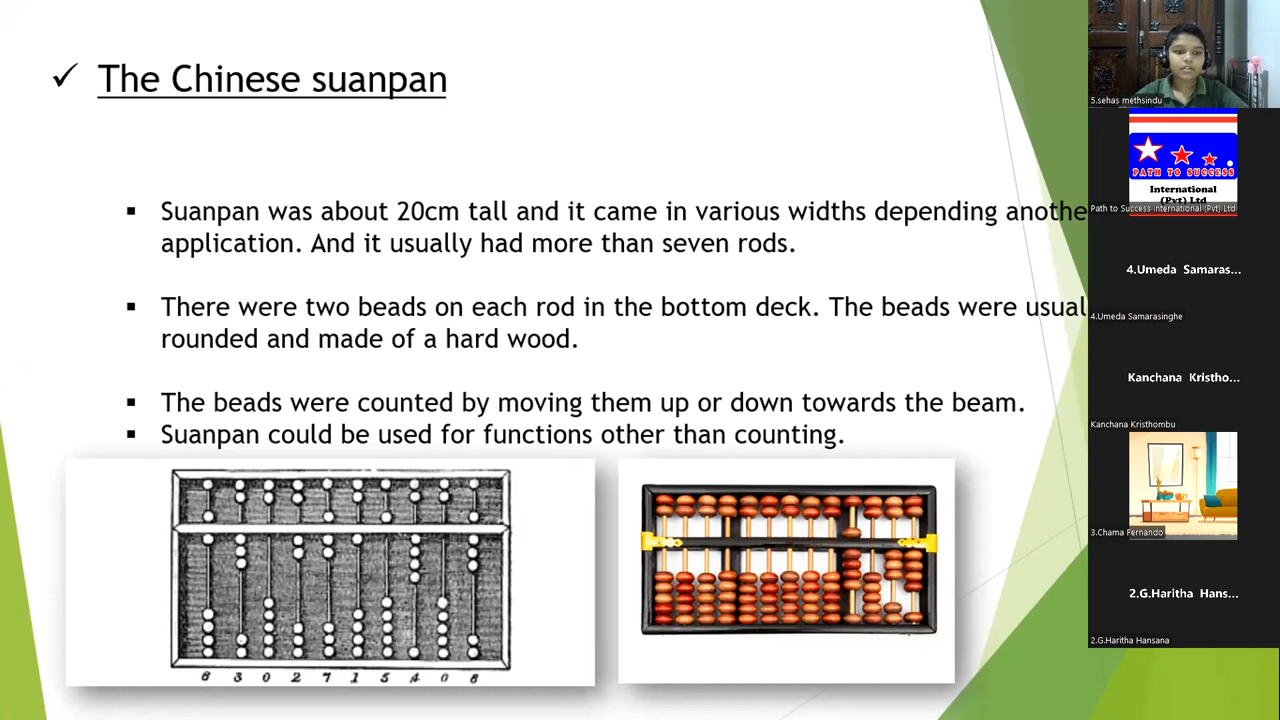 ✓ The Chinese suanpan
▪ Suanpan was about 20cm tall and it came in various widths depending anothe
application. And it usually had more than seven rods.
▪ There were two beads on each rod in the bottom deck. The beads were usual
rounded and made of a hard wood.
▪ The beads were counted by moving them up or down towards the beam.
▪ Suanpan could be used for functions other than counting.
6 3 0 2 7 1 5 4 0 8
5.sehas methsindu
PATH TO SUCCESS
International
(Pvt) Ltd
Path to Success International (Pvt) Ltd
4.Umeda Samaras...
4.Umeda Samarasinghe
Kanchana Kristho...
Kanchana Kristhombu
3.Chama Fernando
2.G.Haritha Hans...
2.G.Haritha Hansana